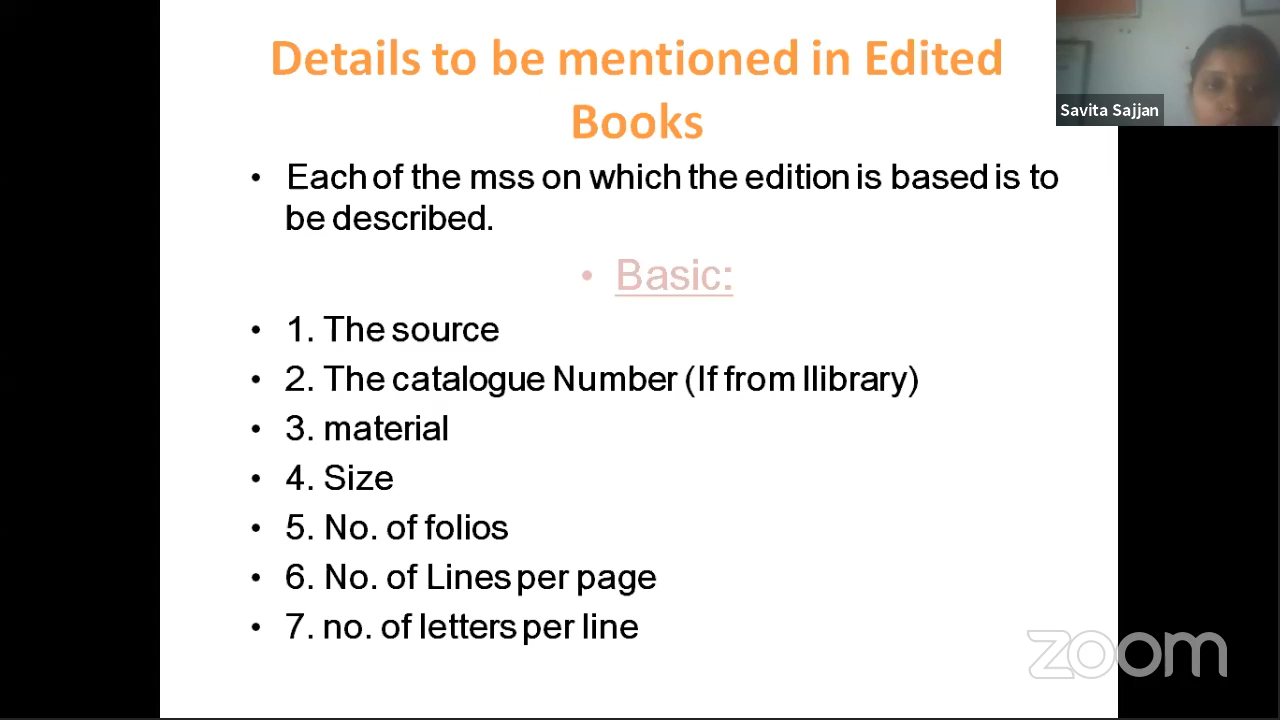 Details to be mentioned in Edited
Books
Savita Sajjan
• Each of the mss on which the edition is based is to
be described.
• Basic:
• 1. The source
• 2. The catalogue Number (If from Llibrary)
• 3. material
• 4. Size
• 5. No. of folios
• 6. No. of Lines per page
• 7. no. of letters per line
zoom